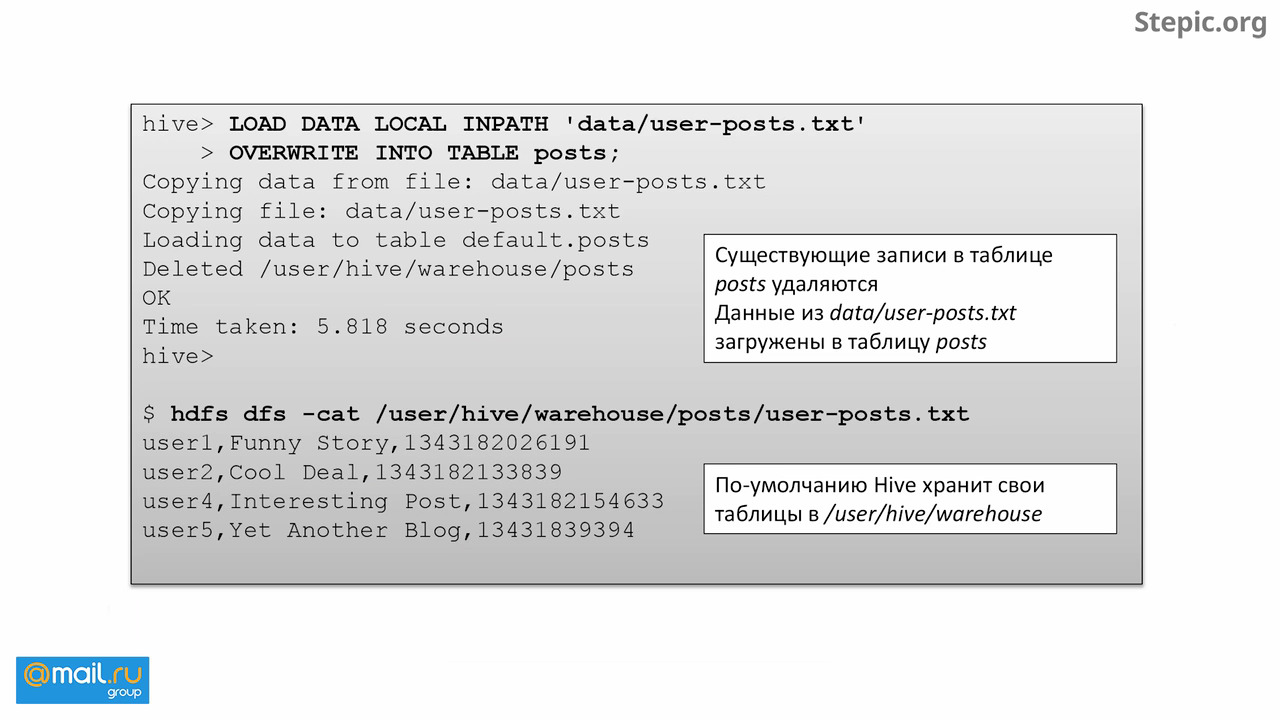 Stepic.org
hive> LOAD DATA LOCAL INPATH 'data/user-posts.txt'
> OVERWRITE INTO TABLE posts;
Copying data from file: data/user-posts.txt
Copying file: data/user-posts.txt
Loading data to table default.posts
Deleted /user/hive/warehouse/posts
OK
Time taken: 5.818 seconds
hive>
Существующие записи в таблице
posts удаляются
Данные из data/user-posts.txt
загружены в таблицу posts
$ hdfs dfs -cat /user/hive/warehouse/posts/user-posts.txt
user1,Funny Story,1343182026191
user2,Cool Deal,1343182133839
user4,Interesting Post,1343182154633
user5,Yet Another Blog,13431839394
По-умолчанию Hive хранит свои
таблицы в /user/hive/warehouse
@mail.ru
group